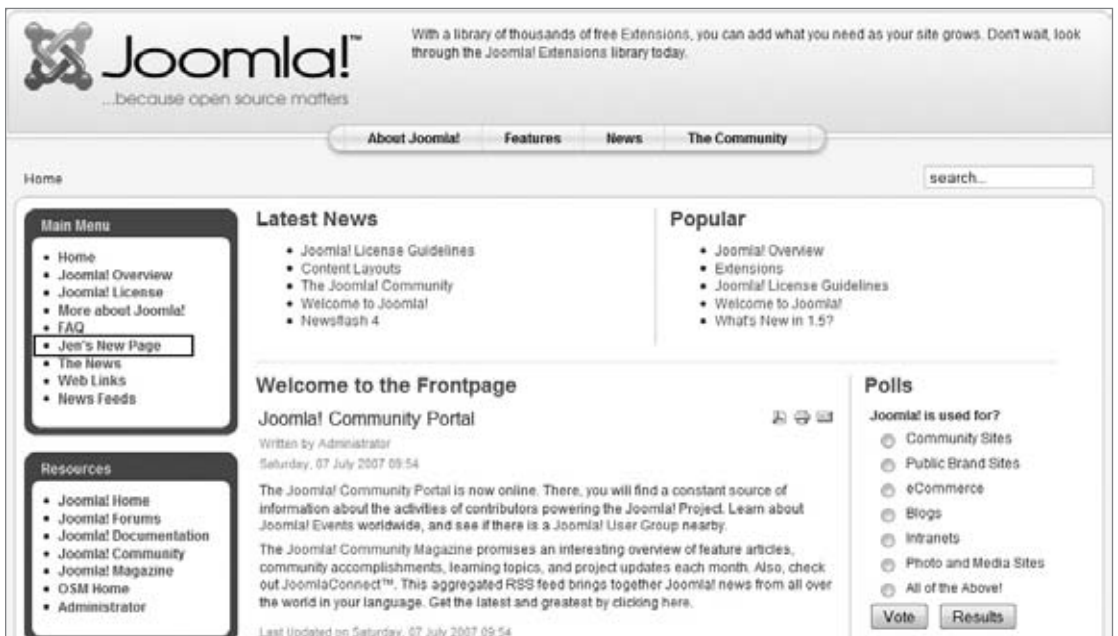 Joomla!™
...because open source matters
With a library of thousands of free Extensions, you can add what you need as your site grows. Don't wait, look
through the Joomla! Extensions library today.
About Joomla! Features News The Community
Home
search...
Main Menu
Home
Joomla! Overview
Joomla! License
More about Joomla!
FAQ
Jen's New Page
The News
Web Links
News Feeds
Resources
Joomla! Home
Joomla! Forums
Joomla! Documentation
Joomla! Community
Joomla! Magazine
OSM Home
Administrator
Latest News
Joomla! License Guidelines
Content Layouts
The Joomla! Community
Welcome to Joomla!
Newsflash 4
Popular
Joomla! Overview
Extensions
Joomla! License Guidelines
Welcome to Joomla!
What's New in 1.5?
Welcome to the Frontpage
Joomla! Community Portal
Written by Administrator
Saturday, 07 July 2007 09:54
The Joomla! Community Portal is now online. There, you will find a constant source of
information about the activities of contributors powering the Joomla! Project. Learn about
Joomla! Events worldwide, and see if there is a Joomla! User Group nearby.
The Joomla! Community Magazine promises an interesting overview of feature articles,
community accomplishments, learning topics, and project updates each month. Also, check
out JoomlaConnect™. This aggregated RSS feed brings together Joomla! news from all over
the world in your language. Get the latest and greatest by clicking here.
Last Updated on Saturday, 07 July 2007 09:54
Polls
Joomla! is used for?
Community Sites
Public Brand Sites
eCommerce
Blogs
Intranets
Photo and Media Sites
All of the Above!
Vote Results